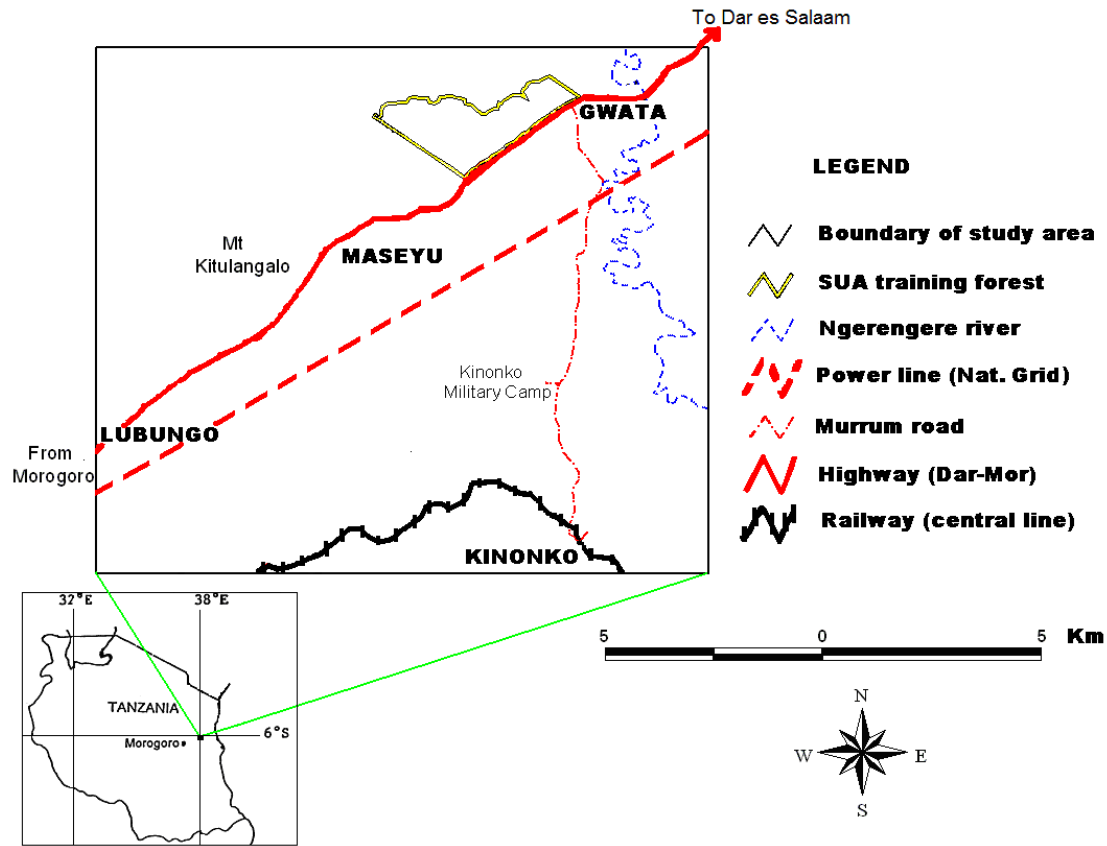 To Dar es Salaam
GWATA
Mt
Kitulangalo
MASEYU
Kinonko
Military Camp
LUBUNGO
From
Morogoro
KINONKO
LEGEND
Boundary of study area
SUA training forest
Ngerengere river
Power line (Nat. Grid)
Murrum road
Highway (Dar-Mor)
Railway (central line)
32°E 38°E
TANZANIA
6°S
Morogoro
5 0 5 Km
N
W E
S